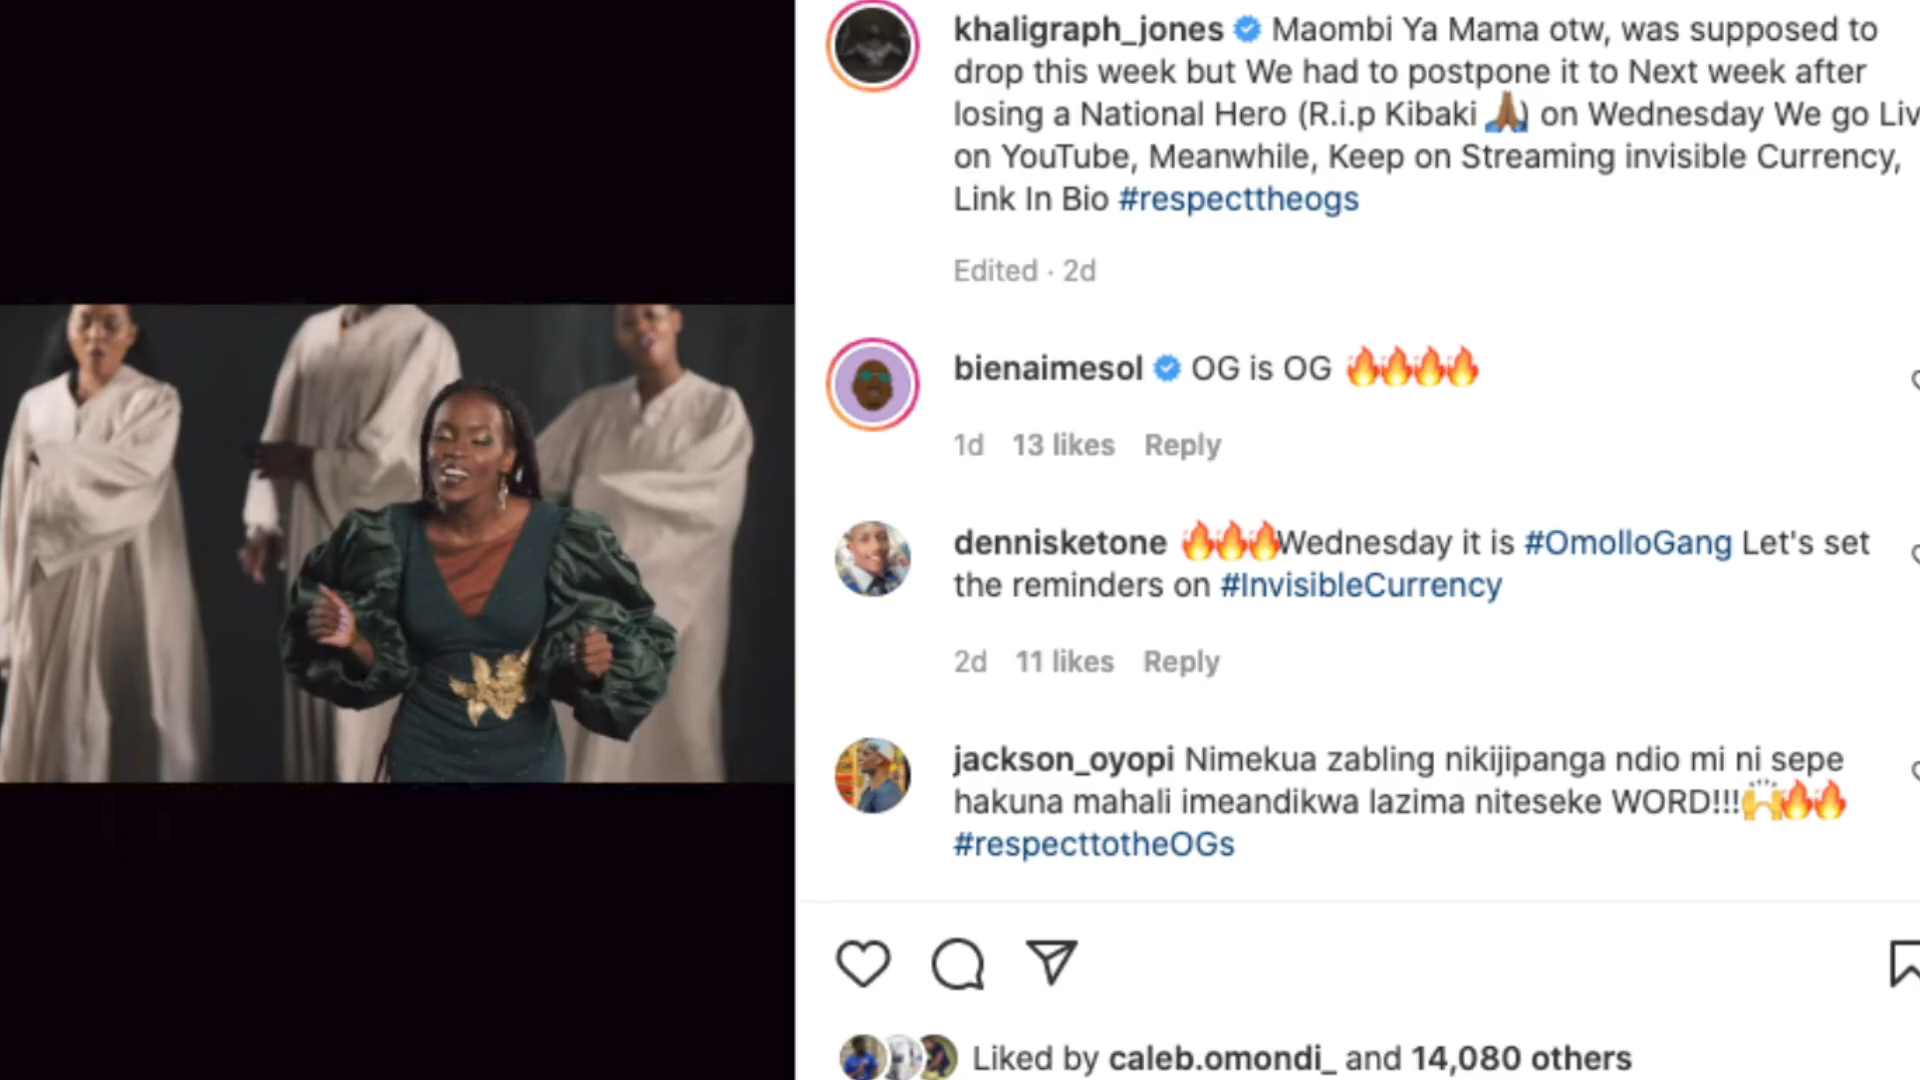 khaligraph_jones Maombi Ya Mama otw, was supposed to
drop this week but We had to postpone it to Next week after
losing a National Hero (R.i.p Kibaki 🙏🏾) on Wednesday We go Liv
on YouTube, Meanwhile, Keep on Streaming invisible Currency,
Link In Bio #respecttheogs
Edited · 2d
bienaimesol OG is OG 🔥🔥🔥🔥
1d 13 likes Reply
dennisketone 🔥🔥🔥Wednesday it is #OmolloGang Let's set
the reminders on #InvisibleCurrency
2d 11 likes Reply
jackson_oyopi Nimekua zabling nikijipanga ndio mi ni sepe
hakuna mahali imeandikwa lazima niteseke WORD!!!🙌🔥🔥
#respecttotheOGs
Liked by caleb.omondi_ and 14,080 others